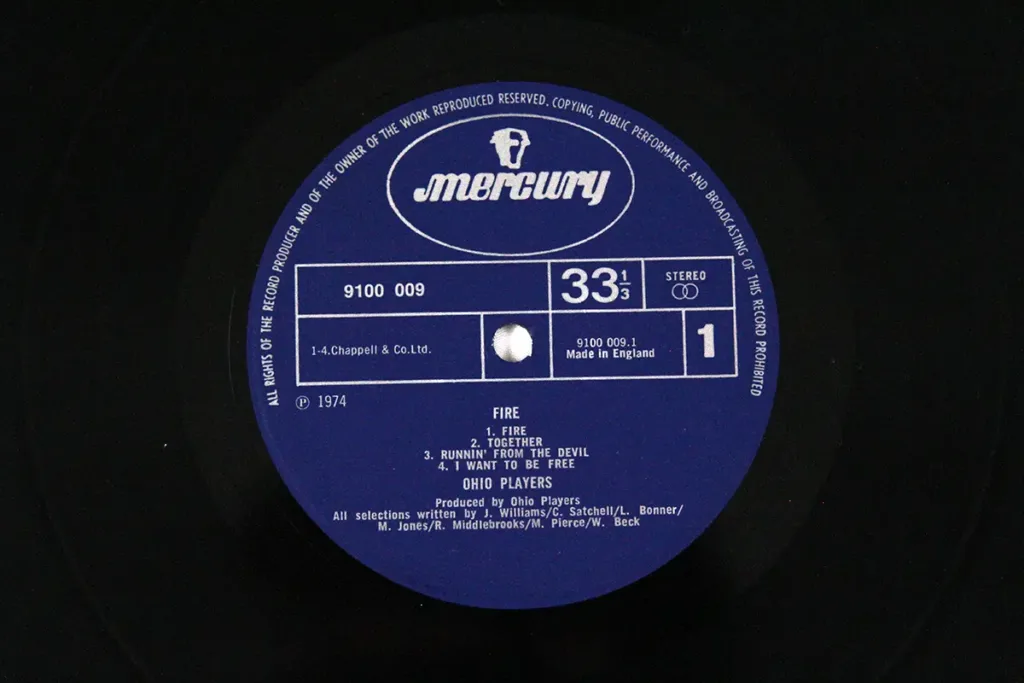 ALL RIGHTS OF THE RECORD PRODUCER AND OF THE OWNER OF THE WORK REPRODUCED RESERVED. COPYING, PUBLIC PERFORMANCE AND BROADCASTING OF THIS RECORD PROHIBITED
mercury
9100 009
33 1/3
STEREO
1-4.Chappell & Co.Ltd.
9100 009.1
Made in England
1
Ⓟ 1974
FIRE
1. FIRE
2. TOGETHER
3. RUNNIN' FROM THE DEVIL
4. I WANT TO BE FREE
OHIO PLAYERS
Produced by Ohio Players
All selections written by J. Williams/C. Satchell/L. Bonner/
M. Jones/R. Middlebrooks/M. Pierce/W. Beck